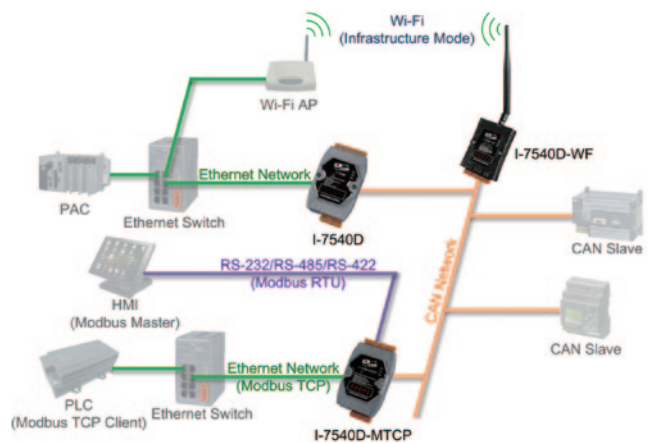 Wi-Fi
(Infrastructure Mode)
Wi-Fi AP
I-7540D-WF
Ethernet Network
PAC
Ethernet Switch
I-7540D
CAN Slave
RS-232/RS-485/RS-422
(Modbus RTU)
CAN Network
HMI
(Modbus Master)
CAN Slave
Ethernet Network
(Modbus TCP)
PLC
(Modbus TCP Client)
Ethernet Switch
I-7540D-MTCP